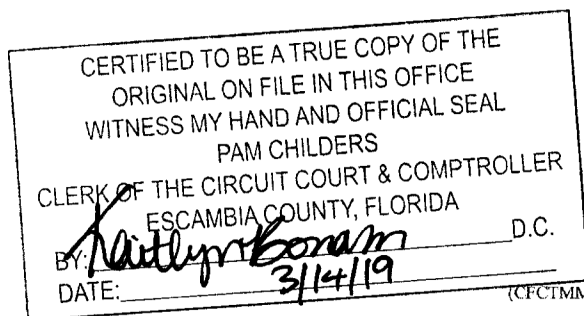 CERTIFIED TO BE A TRUE COPY OF THE
ORIGINAL ON FILE IN THIS OFFICE
WITNESS MY HAND AND OFFICIAL SEAL
PAM CHILDERS
CLERK OF THE CIRCUIT COURT & COMPTROLLER
ESCAMBIA COUNTY, FLORIDA
BY: Kaitlyn D.C.
DATE: 3/14/19